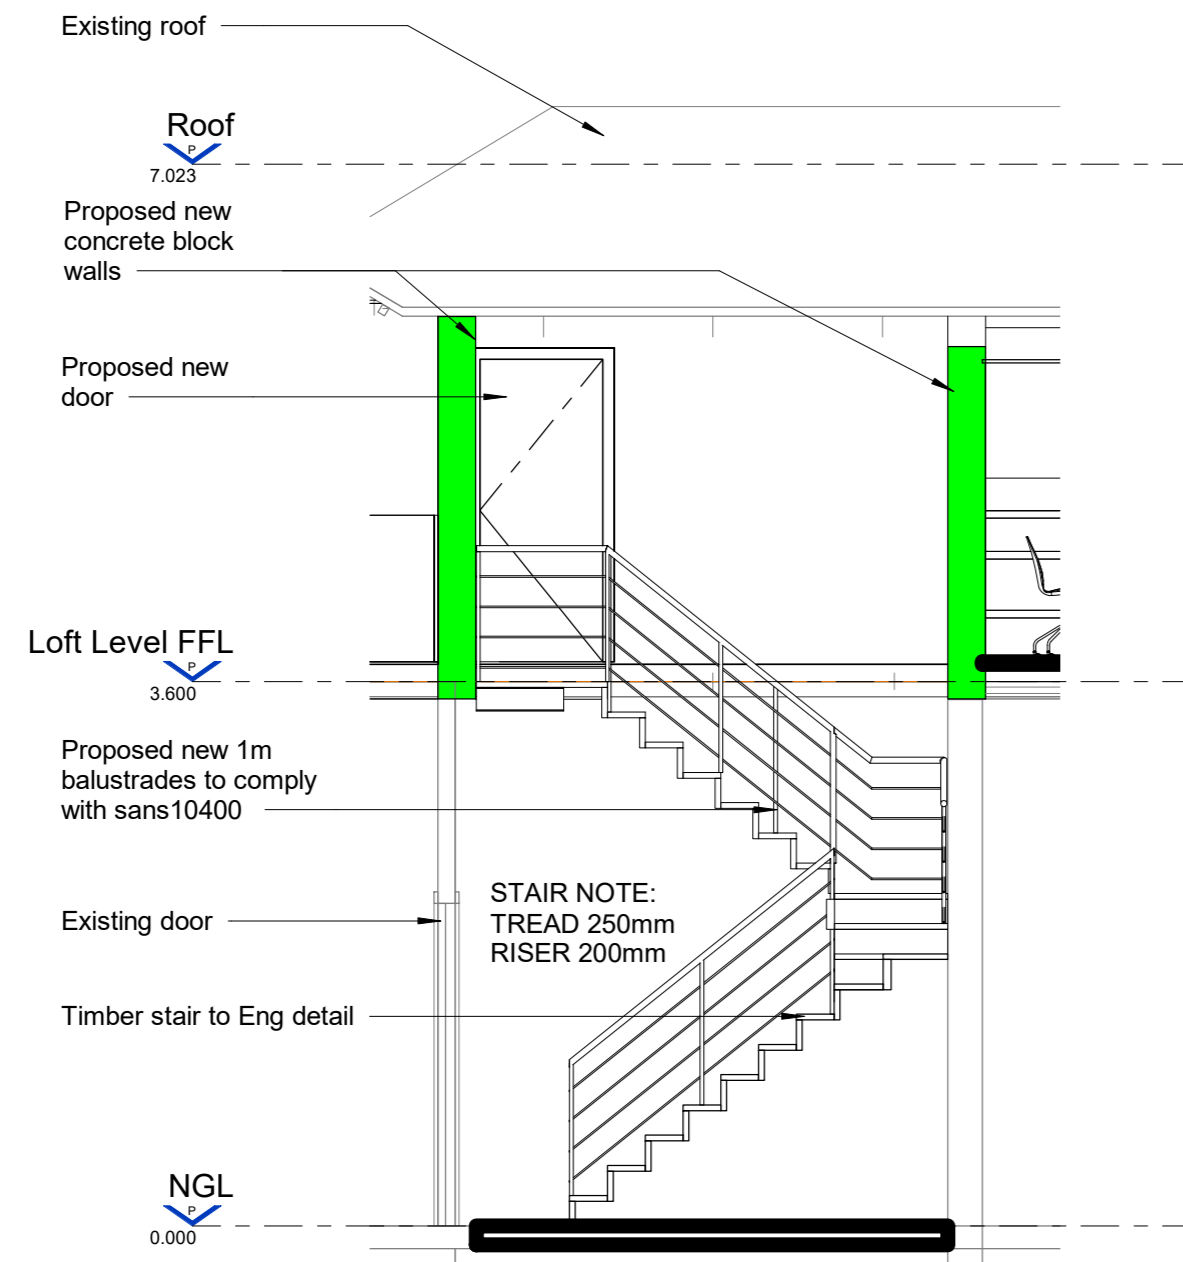 Existing roof
Roof
P
7.023
Proposed new
concrete block
walls
Proposed new
door
Loft Level FFL
P
3.600
Proposed new 1m
balustrades to comply
with sans10400
STAIR NOTE:
TREAD 250mm
RISER 200mm
Existing door
Timber stair to Eng detail
NGL
P
0.000